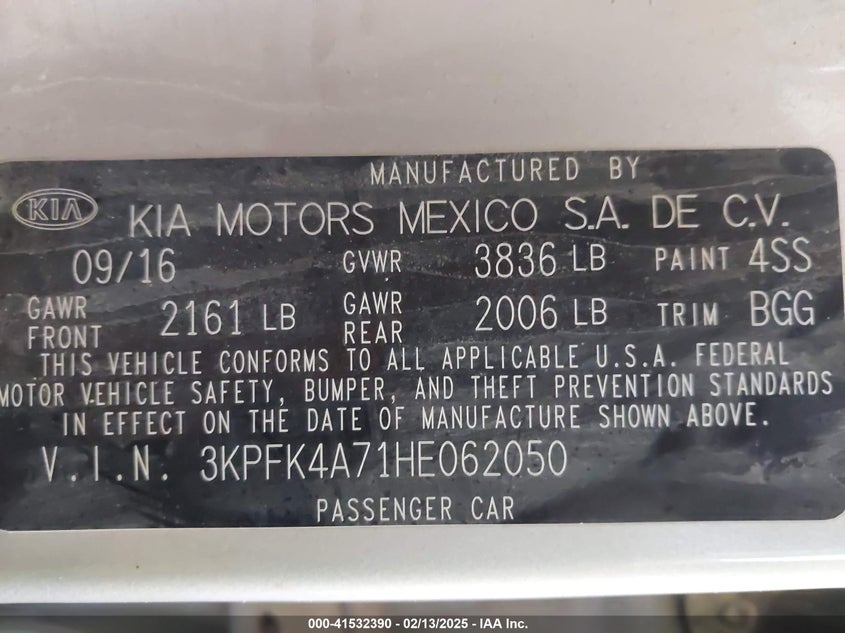 MANUFACTURED BY
KIA KIA MOTORS MEXICO S.A. DE C.V.
09/16 GVWR 3836 LB PAINT 4SS
GAWR FRONT 2161 LB GAWR REAR 2006 LB TRIM BGG
THIS VEHICLE CONFORMS TO ALL APPLICABLE U.S.A. FEDERAL
MOTOR VEHICLE SAFETY, BUMPER, AND THEFT PREVENTION STANDARDS
IN EFFECT ON THE DATE OF MANUFACTURE SHOWN ABOVE.
V.I.N. 3KPFK4A71HE062050
PASSENGER CAR
000-41532390 - 02/13/2025 - IAA Inc.